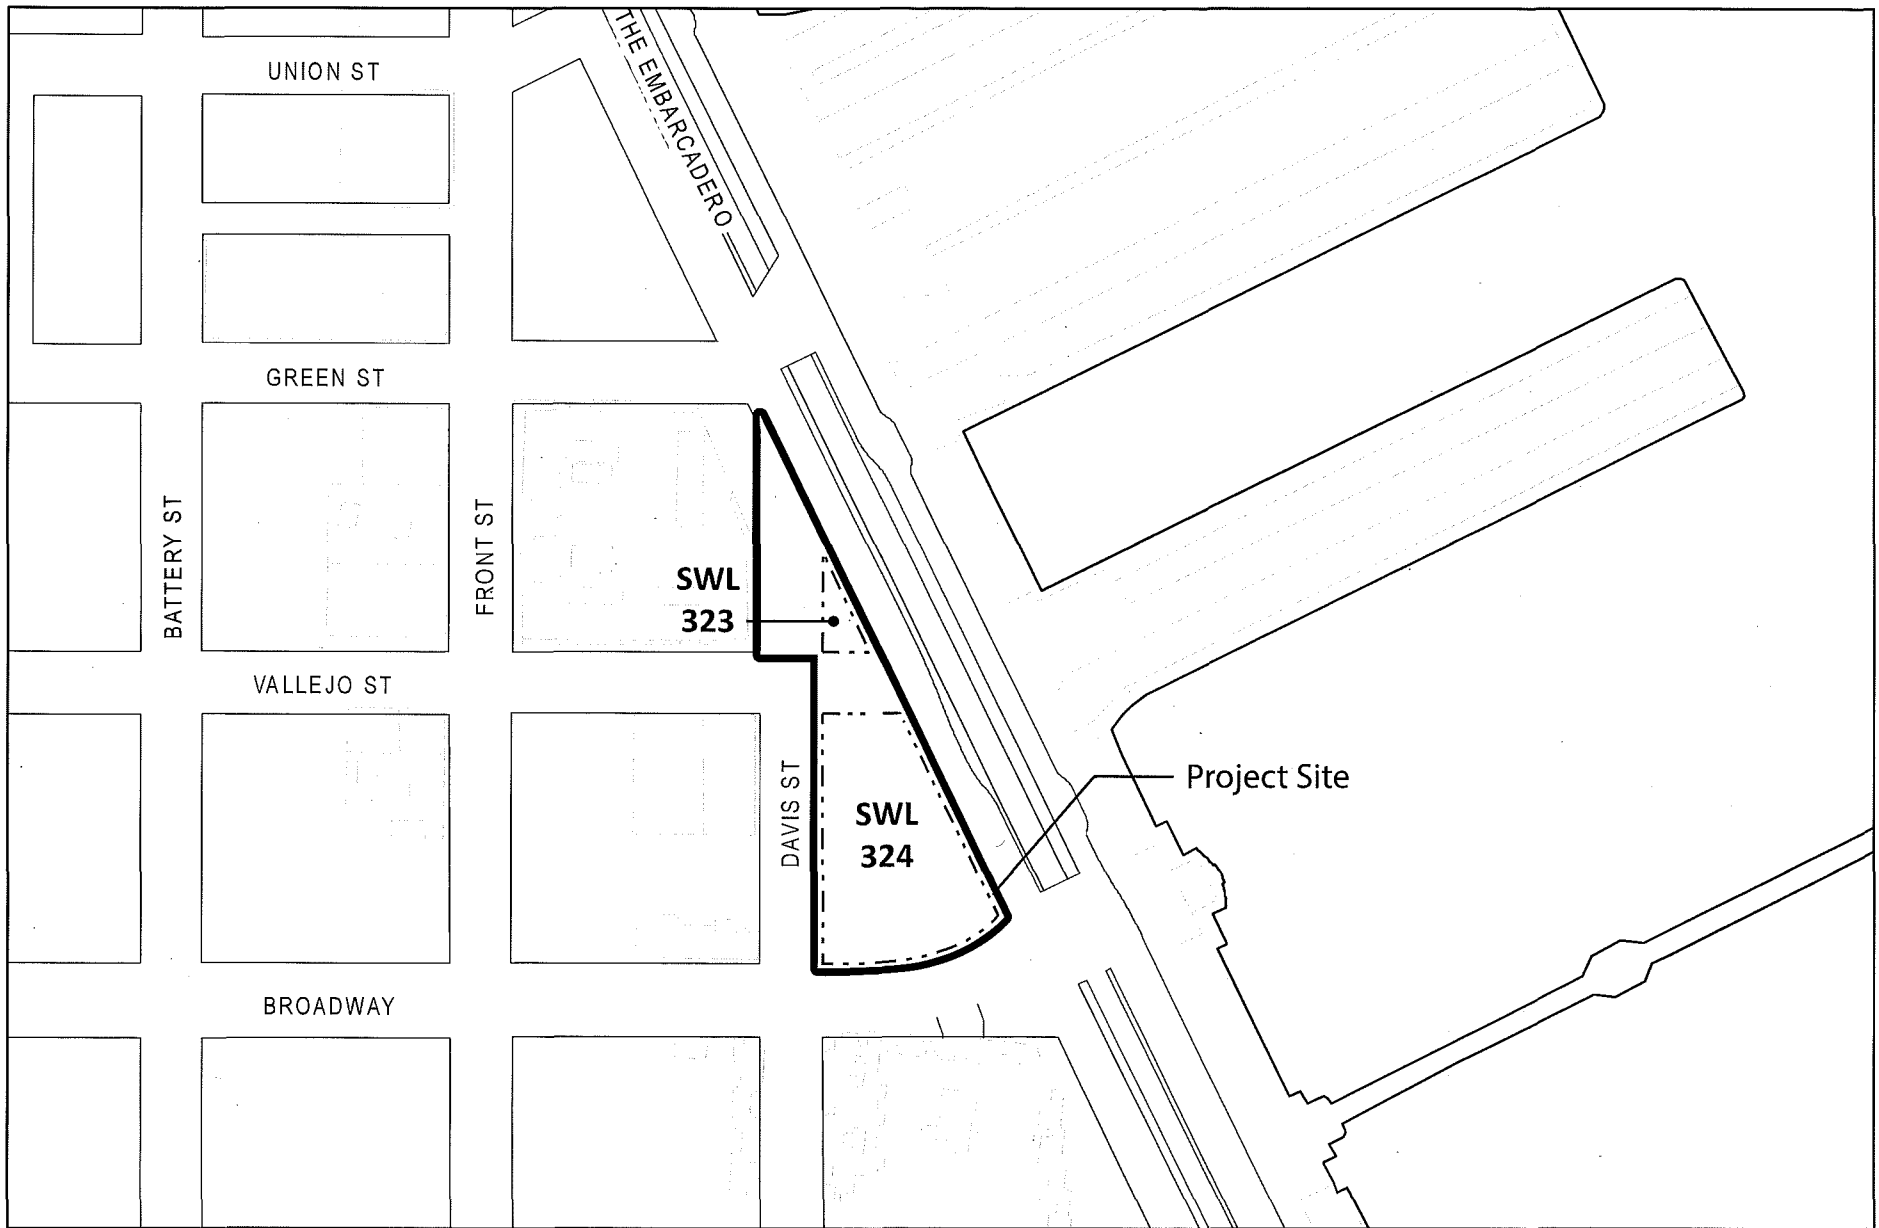 UNION ST
THE EMBARCADERO
GREEN ST
BATTERY ST
FRONT ST
SWL
323
VALLEJO ST
DAVIS ST
Project Site
SWL
324
BROADWAY